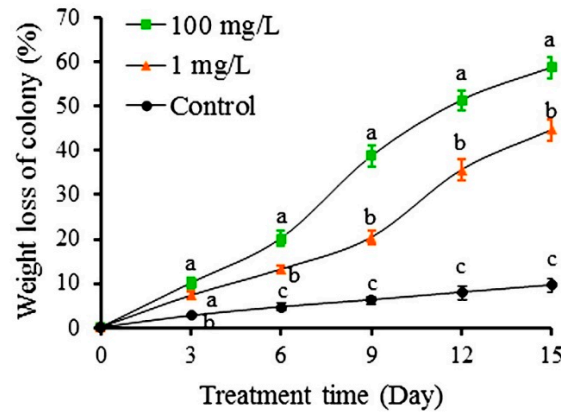 70
60
50
40
30
20
10
0
Weight loss of colony (%)
100 mg/L
1 mg/L
Control
a
a
a
a
a
a
b
b
b
b
b
c
c
c
c
0
3
6
9
12
15
Treatment time (Day)